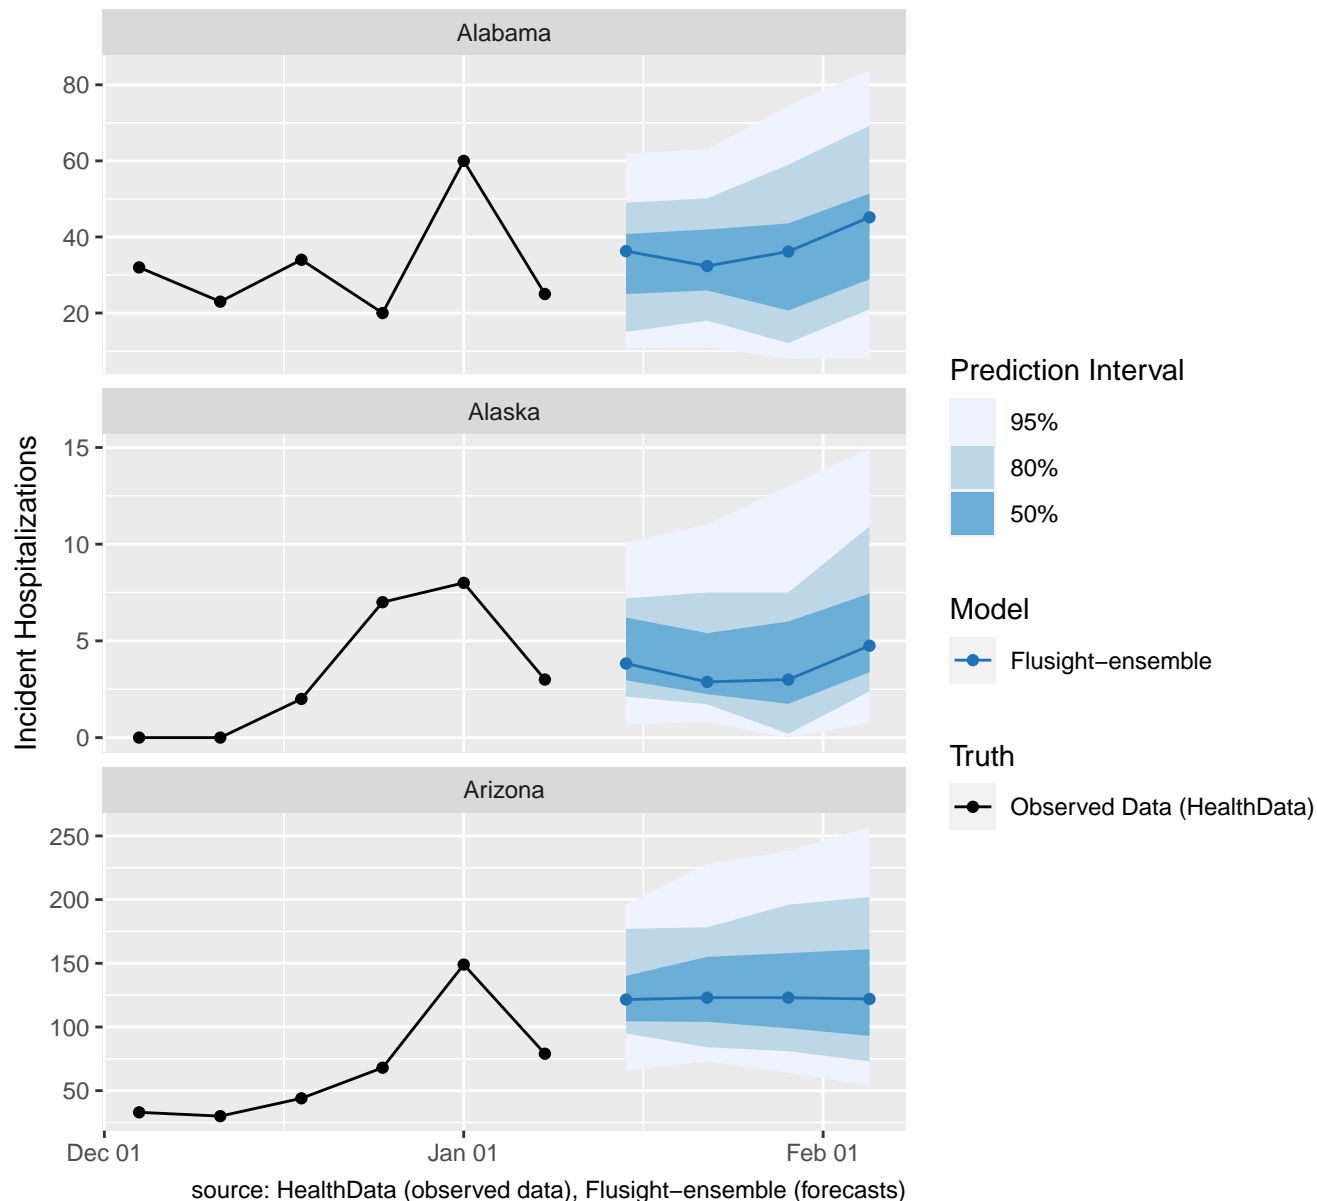 Alabama
80
60
40
20
Alaska
15
10
5
0
Arizona
250
200
150
100
50
Dec 01
Jan 01
Feb 01
Incident Hospitalizations
source: HealthData (observed data), Flusight−ensemble (forecasts)
Prediction Interval
95%
80%
50%
Model
Flusight−ensemble
Truth
Observed Data (HealthData)